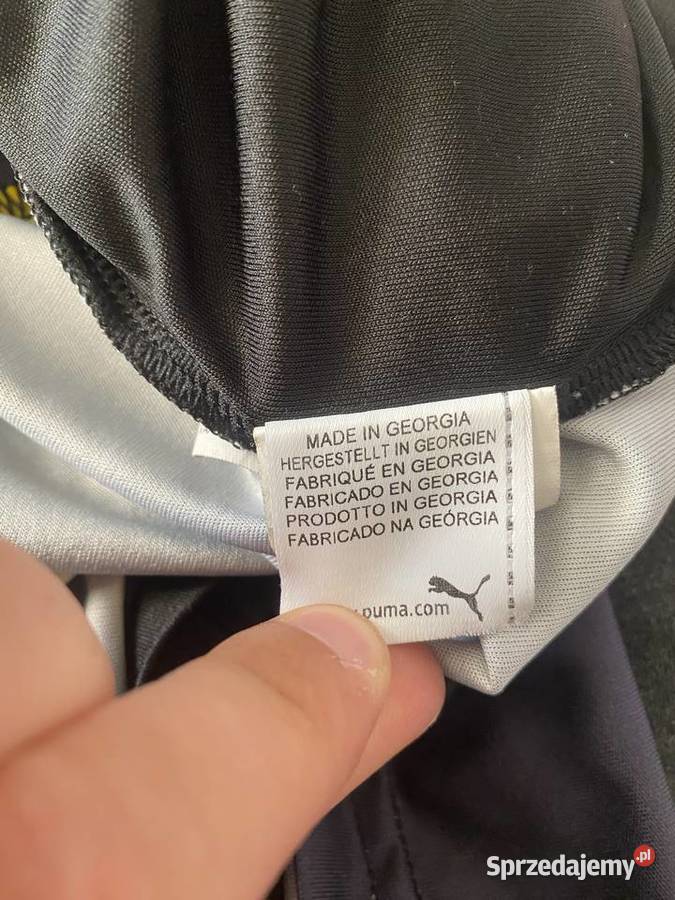 MADE IN GEORGIA
HERGESTELLT IN GEORGIEN
FABRIQUÉ EN GEORGIA
FABRICADO EN GEORGIA
PRODOTTO IN GEORGIA
FABRICADO NA GEÓRGIA
puma.com
Sprzedajemy.pl